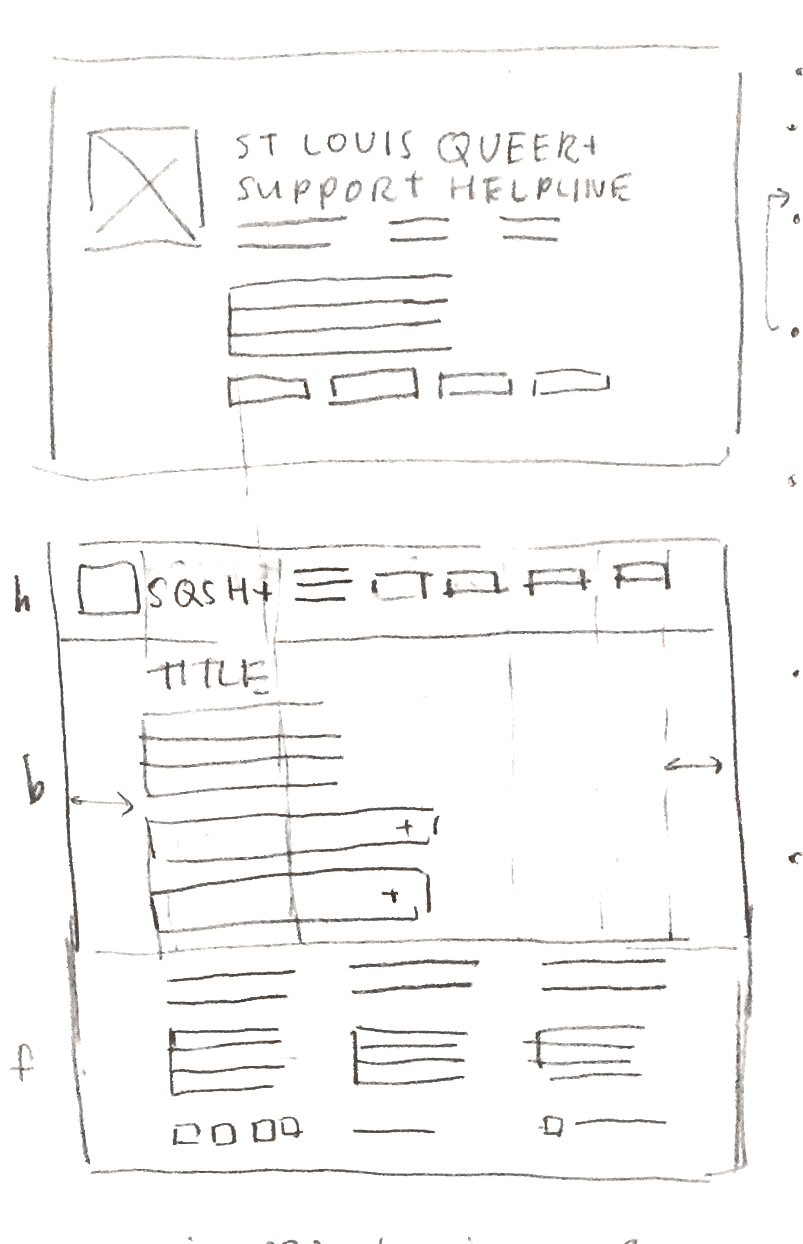 ST LOUIS QUEER+
SUPPORT HELPLINE
h
SQSH+
TITLE
b
+
+
f